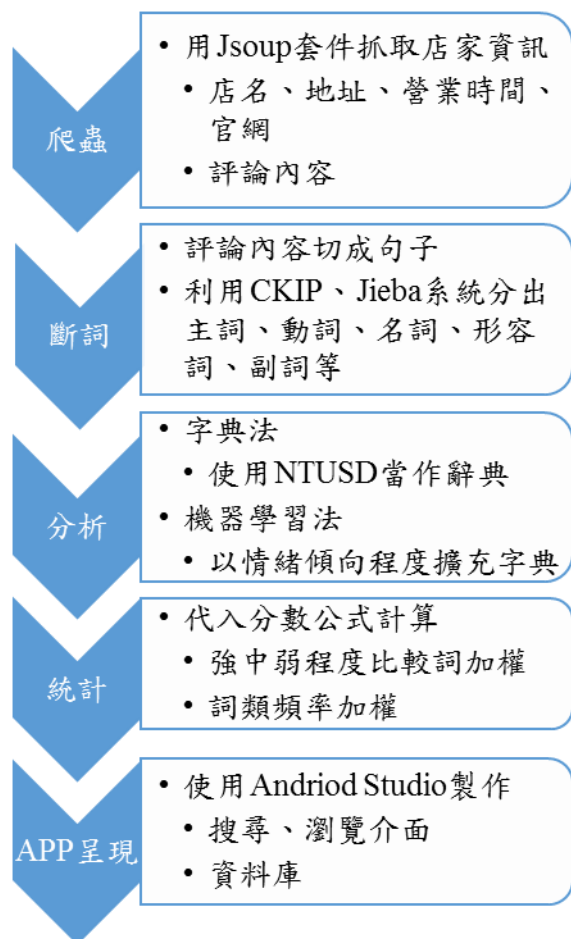 爬蟲
• 用Jsoup套件抓取店家資訊
• 店名、地址、營業時間、
官網
• 評論內容
斷詞
• 評論內容切成句子
• 利用CKIP、Jieba系統分出
主詞、動詞、名詞、形容
詞、副詞等
分析
• 字典法
• 使用NTUSD當作辭典
• 機器學習法
• 以情緒傾向程度擴充字典
統計
• 代入分數公式計算
• 強中弱程度比較詞加權
• 詞類頻率加權
APP呈現
• 使用Andriod Studio製作
• 搜尋、瀏覽介面
• 資料庫